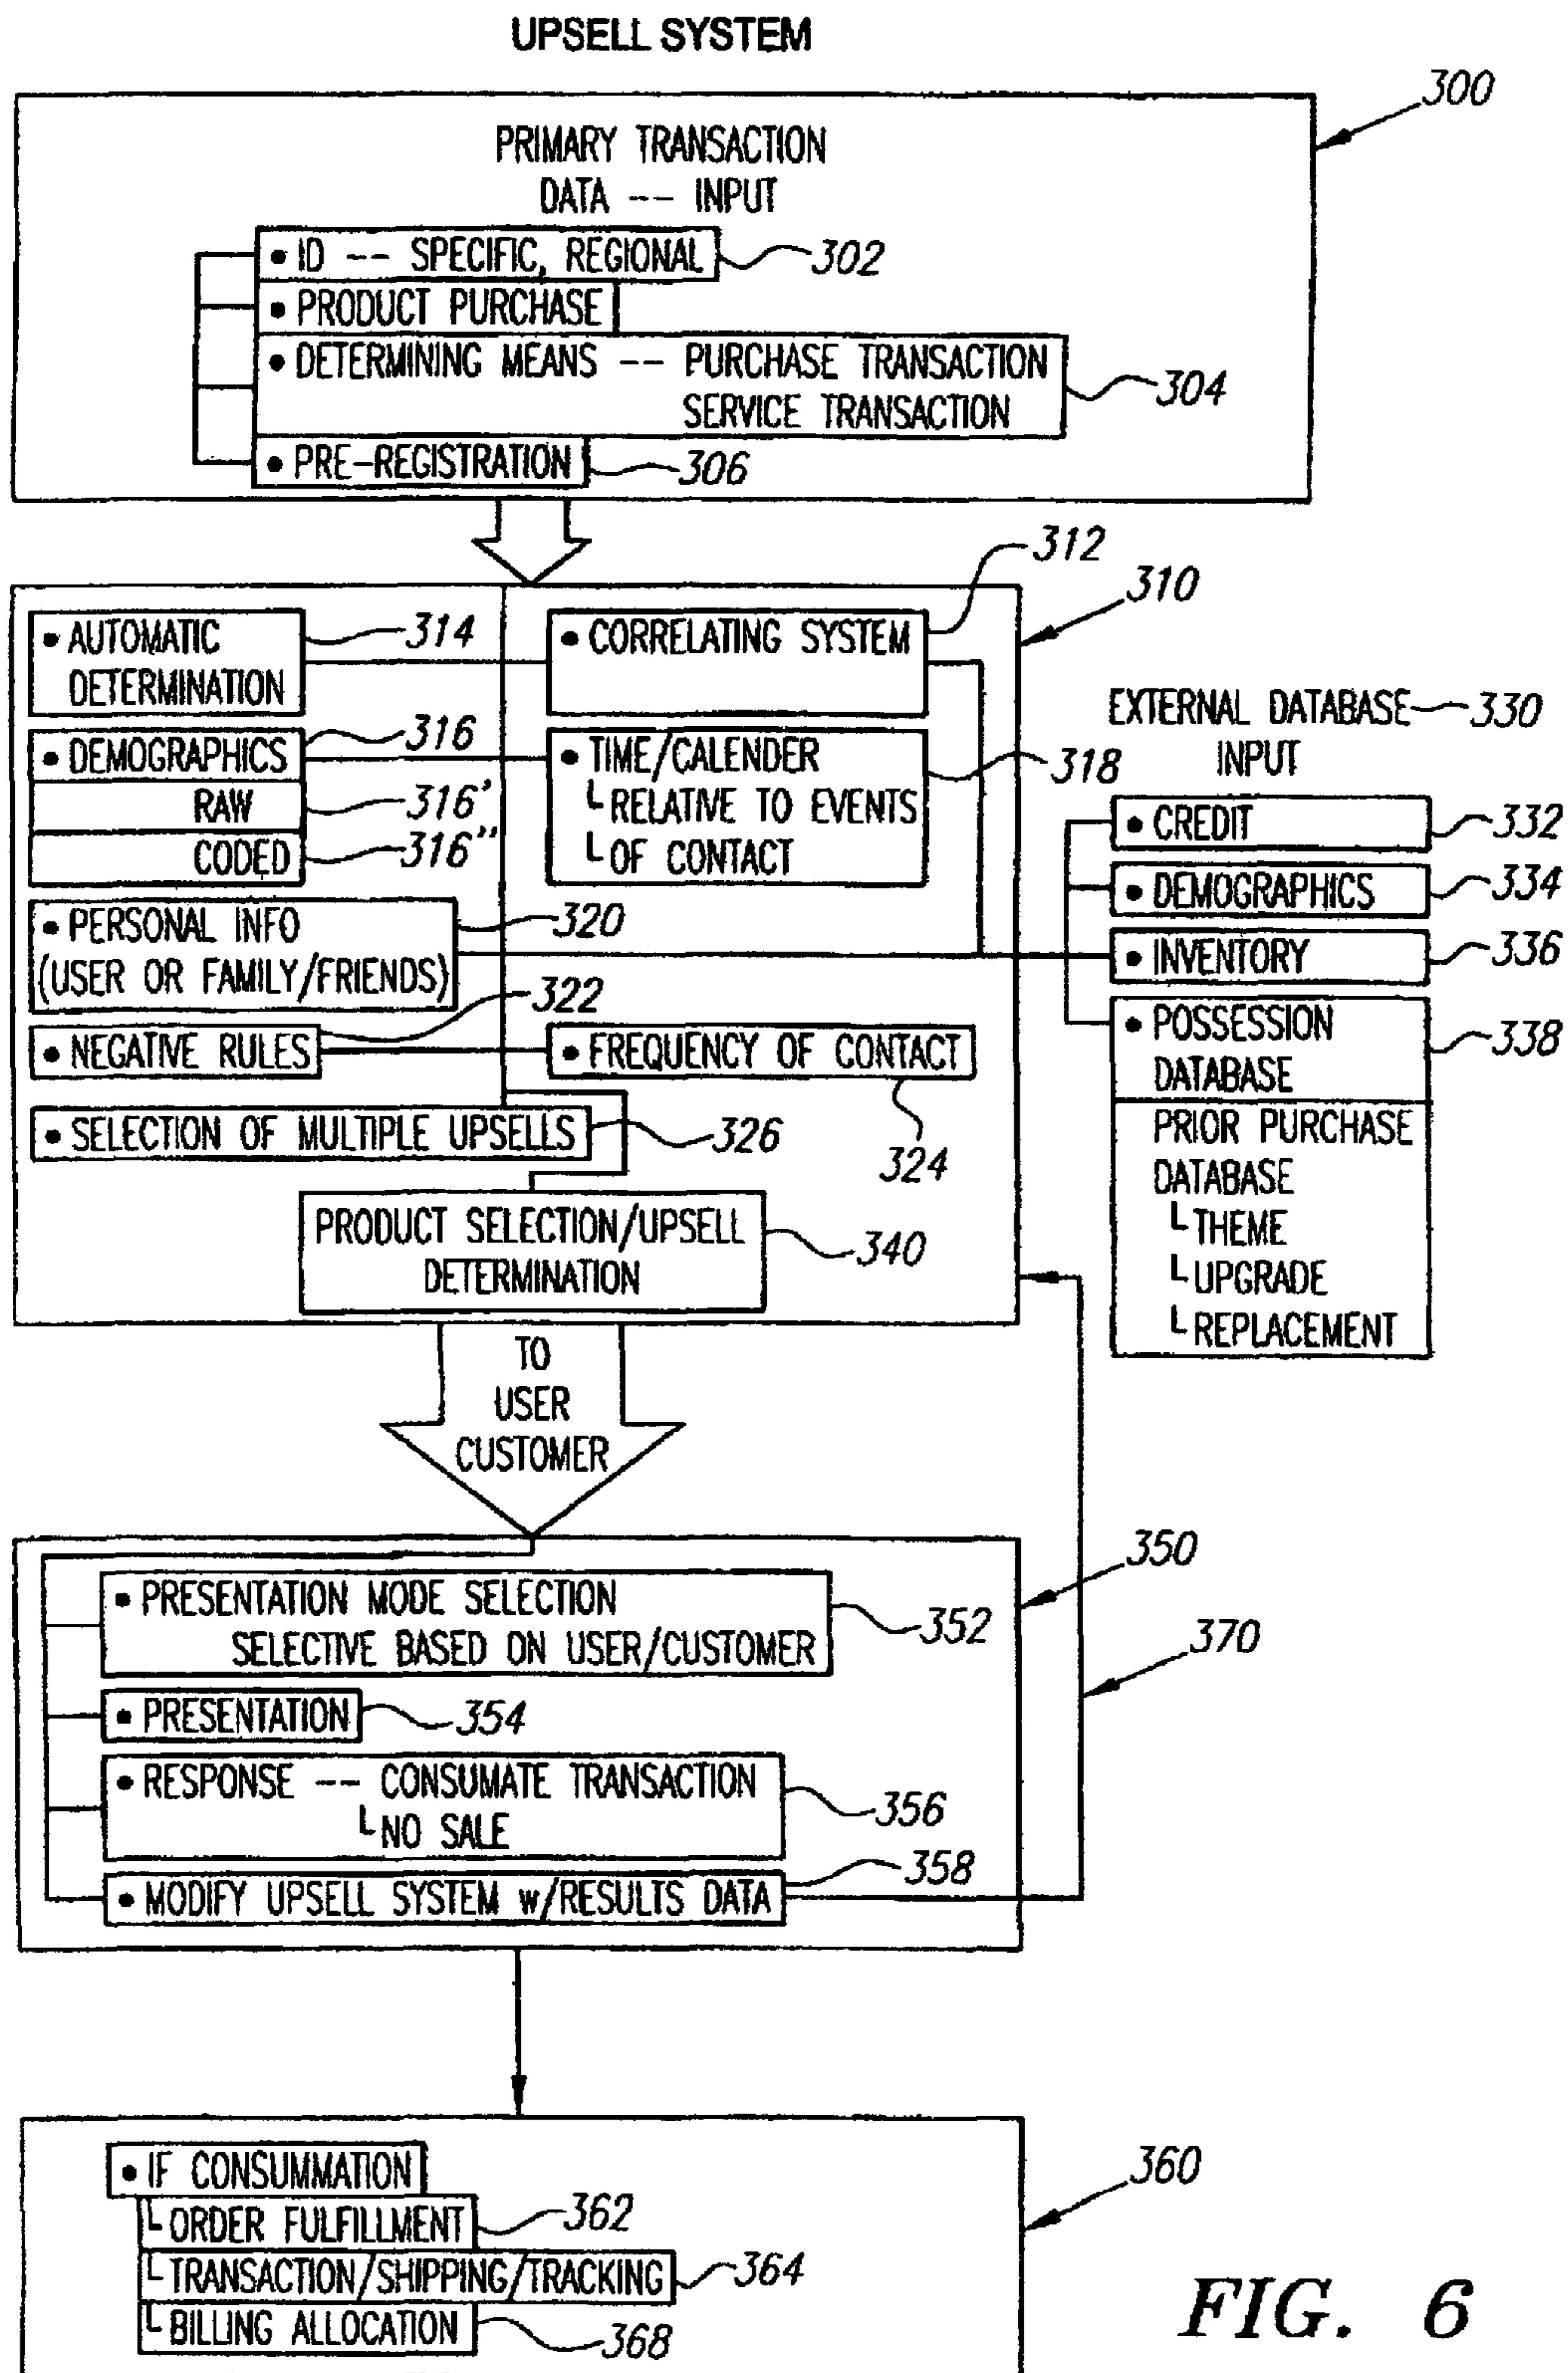 UPSELL SYSTEM
300
PRIMARY TRANSACTION
DATA -- INPUT
• ID -- SPECIFIC, REGIONAL
302
• PRODUCT PURCHASE
• DETERMINING MEANS -- PURCHASE TRANSACTION
SERVICE TRANSACTION
304
• PRE-REGISTRATION
306
310
312
• AUTOMATIC
DETERMINATION
314
• CORRELATING SYSTEM
• DEMOGRAPHICS
316
RAW
316'
CODED
316"
• TIME/CALENDER
└ RELATIVE TO EVENTS
└ OF CONTACT
318
• PERSONAL INFO
(USER OR FAMILY/FRIENDS)
320
• NEGATIVE RULES
322
• FREQUENCY OF CONTACT
324
• SELECTION OF MULTIPLE UPSELLS
326
PRODUCT SELECTION/UPSELL
DETERMINATION
340
EXTERNAL DATABASE
INPUT
330
• CREDIT
332
• DEMOGRAPHICS
334
• INVENTORY
336
• POSSESSION
DATABASE
338
PRIOR PURCHASE
DATABASE
└ THEME
└ UPGRADE
└ REPLACEMENT
TO
USER
CUSTOMER
350
• PRESENTATION MODE SELECTION
SELECTIVE BASED ON USER/CUSTOMER
352
370
• PRESENTATION
354
• RESPONSE -- CONSUMATE TRANSACTION
└ NO SALE
356
• MODIFY UPSELL SYSTEM w/RESULTS DATA
358
360
• IF CONSUMMATION
└ ORDER FULFILLMENT
362
└ TRANSACTION/SHIPPING/TRACKING
364
└ BILLING ALLOCATION
368
FIG. 6